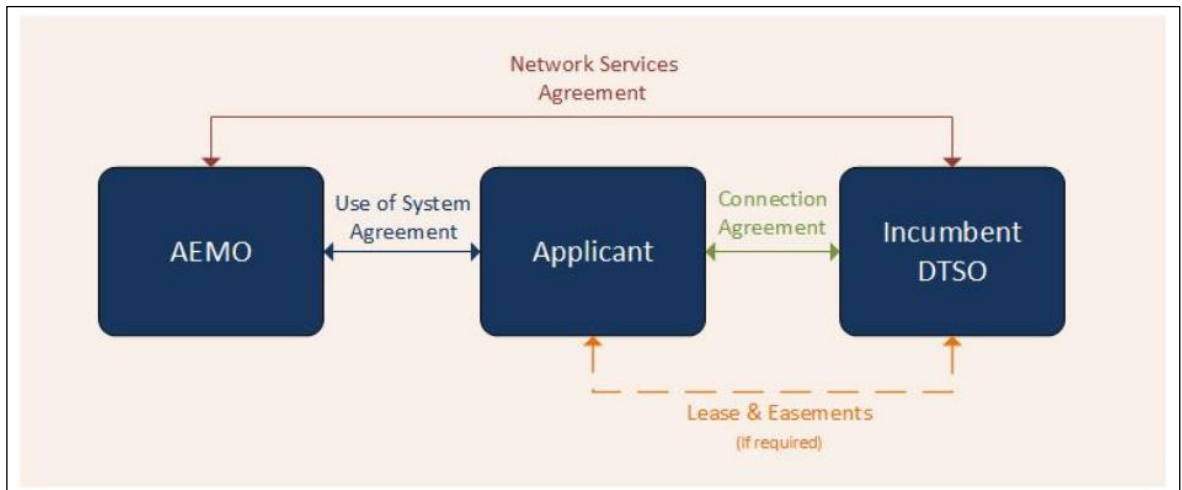 Network Services
Agreement
AEMO
Use of System
Agreement
Applicant
Connection
Agreement
Incumbent
DTSO
Lease & Easements
(If required)